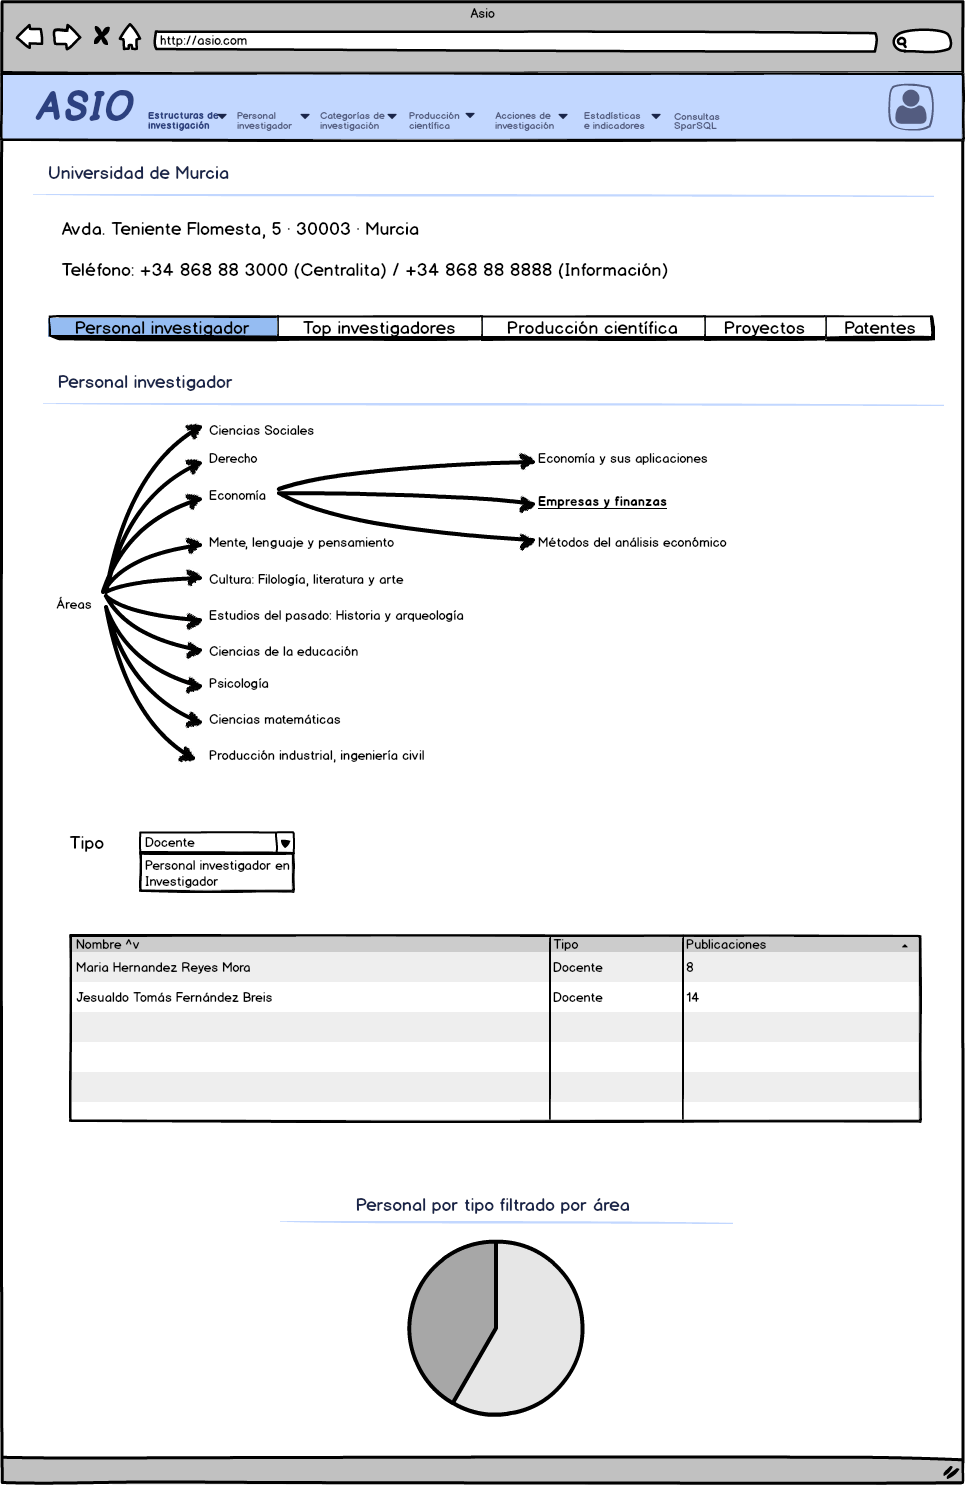 Asio
http://asio.com
ASIO
Estructuras de
investigación
Personal
investigador
Categorías de
investigación
Producción
científica
Acciones de
investigación
Estadísticas
e indicadores
Consultas
SparSQL
Universidad de Murcia
Avda. Teniente Flomesta, 5 · 30003 · Murcia
Teléfono: +34 868 88 3000 (Centralita) / +34 868 88 8888 (Información)
Personal investigador
Top investigadores
Producción científica
Proyectos
Patentes
Personal investigador
Áreas
Ciencias Sociales
Derecho
Economía
Mente, lenguaje y pensamiento
Cultura: Filología, literatura y arte
Estudios del pasado: Historia y arqueología
Ciencias de la educación
Psicología
Ciencias matemáticas
Producción industrial, ingeniería civil
Economía y sus aplicaciones
Empresas y finanzas
Métodos del análisis económico
Tipo
Docente
Personal investigador en
Investigador
Nombre ^v Tipo Publicaciones
Maria Hernandez Reyes Mora Docente 8
Jesualdo Tomás Fernández Breis Docente 14
Personal por tipo filtrado por área